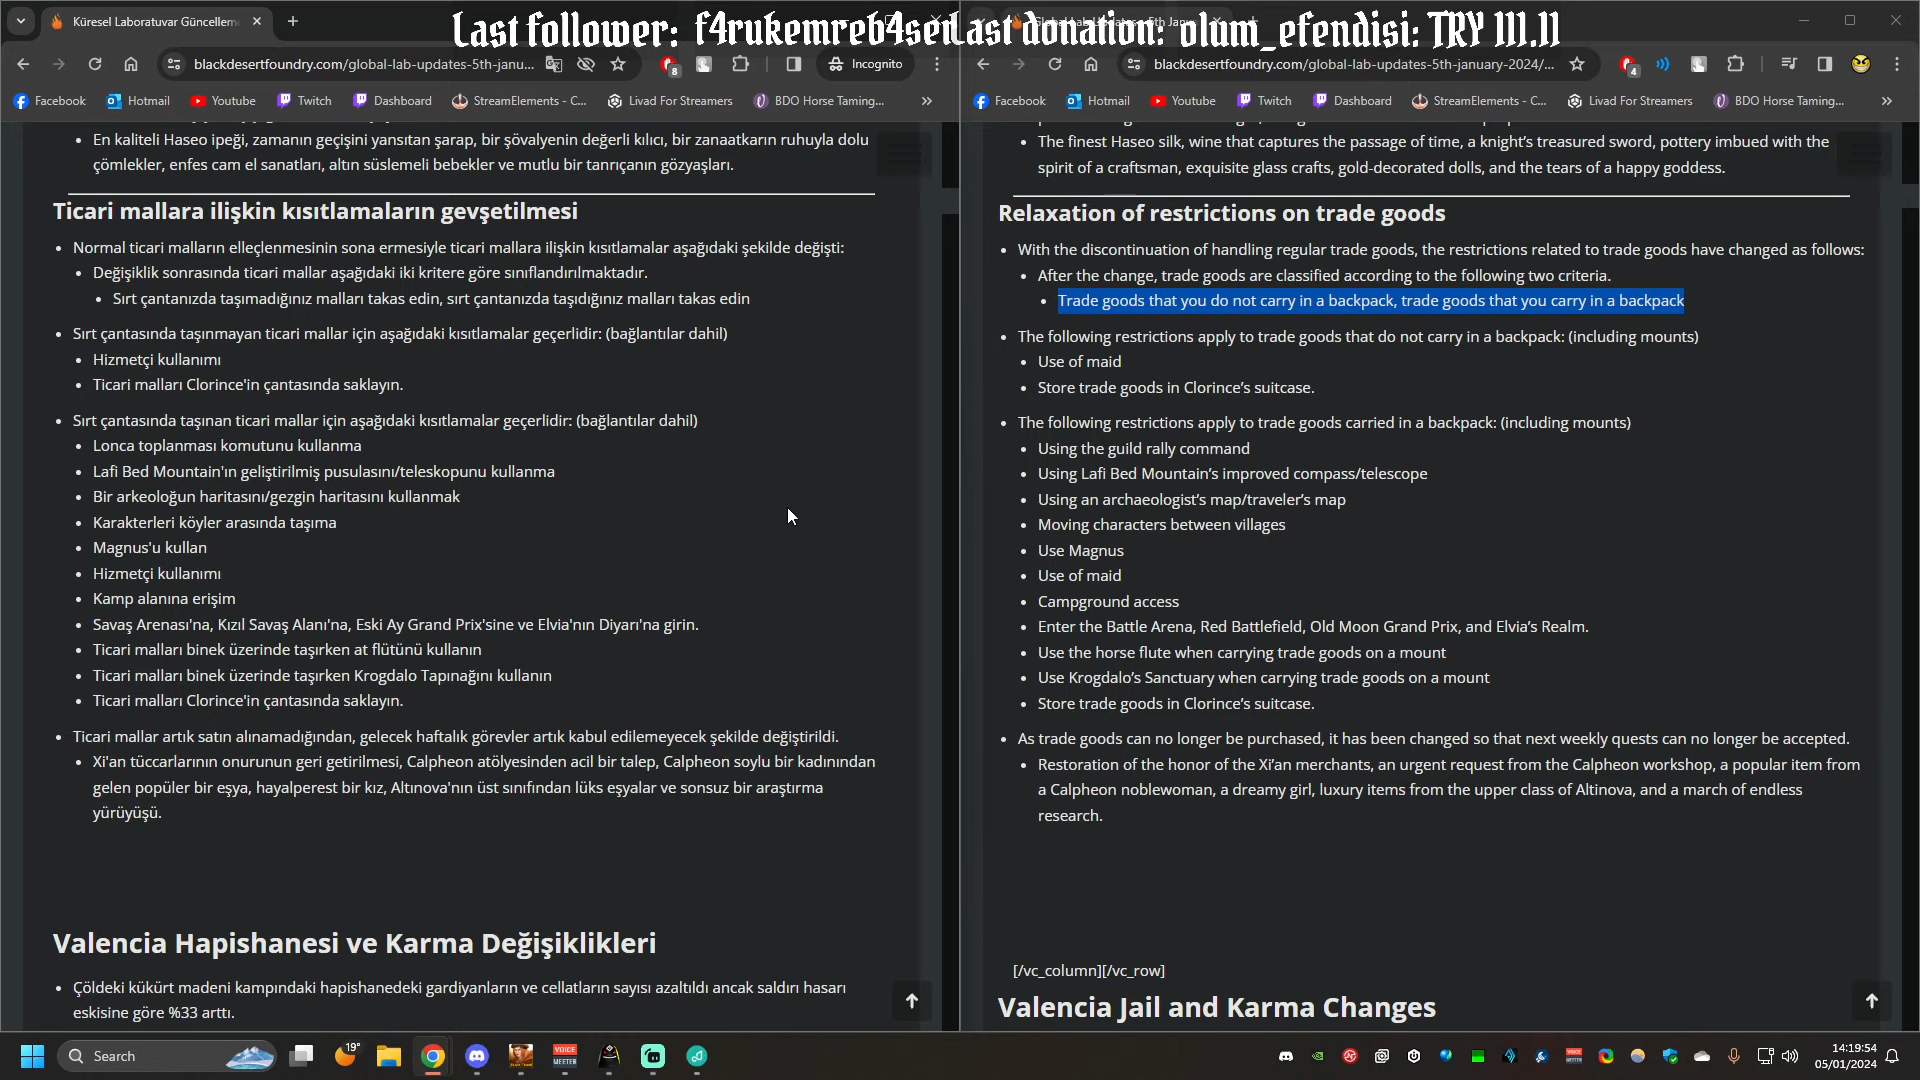 Küresel Laboratuvar Güncellem
Last follower: f4rukemreb4sen
Last donation: olum_efendisi: TRY 111.11
blackdesertfoundry.com/global-lab-updates-5th-janu...
8
Incognito
Facebook
Hotmail
Youtube
Twitch
Dashboard
StreamElements - C...
Livad For Streamers
BDO Horse Taming...
»
En kaliteli Haseo ipeği, zamanın geçişini yansıtan şarap, bir şövalyenin değerli kılıcı, bir zanaatkarın ruhuyla dolu
çömlekler, enfes cam el sanatları, altın süslemeli bebekler ve mutlu bir tanrıçanın gözyaşları.
Ticari mallara ilişkin kısıtlamaların gevşetilmesi
Normal ticari malların elleçlenmesinin sona ermesiyle ticari mallara ilişkin kısıtlamalar aşağıdaki şekilde değişti:
Değişiklik sonrasında ticari mallar aşağıdaki iki kritere göre sınıflandırılmaktadır.
Sırt çantanızda taşımadığınız malları takas edin, sırt çantanızda taşıdığınız malları takas edin
Sırt çantasında taşınmayan ticari mallar için aşağıdaki kısıtlamalar geçerlidir: (bağlantılar dahil)
Hizmetçi kullanımı
Ticari malları Clorince'in çantasında saklayın.
Sırt çantasında taşınan ticari mallar için aşağıdaki kısıtlamalar geçerlidir: (bağlantılar dahil)
Lonca toplanması komutunu kullanma
Lafi Bed Mountain'ın geliştirilmiş pusulasını/teleskopunu kullanma
Bir arkeoloğun haritasını/gezgin haritasını kullanmak
Karakterleri köyler arasında taşıma
Magnus'u kullan
Hizmetçi kullanımı
Kamp alanına erişim
Savaş Arenası'na, Kızıl Savaş Alanı'na, Eski Ay Grand Prix'sine ve Elvia'nın Diyarı'na girin.
Ticari malları binek üzerinde taşırken at flütünü kullanın
Ticari malları binek üzerinde taşırken Krogdalo Tapınağını kullanın
Ticari malları Clorince'in çantasında saklayın.
Ticari mallar artık satın alınamadığından, gelecek haftalık görevler artık kabul edilemeyecek şekilde değiştirildi.
Xi'an tüccarlarının onurunun geri getirilmesi, Calpheon atölyesinden acil bir talep, Calpheon soylu bir kadınından
gelen popüler bir eşya, hayalperest bir kız, Altınova'nın üst sınıfından lüks eşyalar ve sonsuz bir araştırma
yürüyüşü.
Valencia Hapishanesi ve Karma Değişiklikleri
Çöldeki kükürt madeni kampındaki hapishanedeki gardiyanların ve cellatların sayısı azaltıldı ancak saldırı hasarı
eskisine göre %33 arttı.
blackdesertfoundry.com/global-lab-updates-5th-january-2024/...
4
Facebook
Hotmail
Youtube
Twitch
Dashboard
StreamElements - C...
Livad For Streamers
BDO Horse Taming...
»
The finest Haseo silk, wine that captures the passage of time, a knight's treasured sword, pottery imbued with the
spirit of a craftsman, exquisite glass crafts, gold-decorated dolls, and the tears of a happy goddess.
Relaxation of restrictions on trade goods
With the discontinuation of handling regular trade goods, the restrictions related to trade goods have changed as follows:
After the change, trade goods are classified according to the following two criteria.
Trade goods that you do not carry in a backpack, trade goods that you carry in a backpack
The following restrictions apply to trade goods that do not carry in a backpack: (including mounts)
Use of maid
Store trade goods in Clorince's suitcase.
The following restrictions apply to trade goods carried in a backpack: (including mounts)
Using the guild rally command
Using Lafi Bed Mountain's improved compass/telescope
Using an archaeologist's map/traveler's map
Moving characters between villages
Use Magnus
Use of maid
Campground access
Enter the Battle Arena, Red Battlefield, Old Moon Grand Prix, and Elvia's Realm.
Use the horse flute when carrying trade goods on a mount
Use Krogdalo's Sanctuary when carrying trade goods on a mount
Store trade goods in Clorince's suitcase.
As trade goods can no longer be purchased, it has been changed so that next weekly quests can no longer be accepted.
Restoration of the honor of the Xi'an merchants, an urgent request from the Calpheon workshop, a popular item from
a Calpheon noblewoman, a dreamy girl, luxury items from the upper class of Altinova, and a march of endless
research.
[/vc_column][/vc_row]
Valencia Jail and Karma Changes
Search
19°
VOICE MEETER
14:19:54
05/01/2024